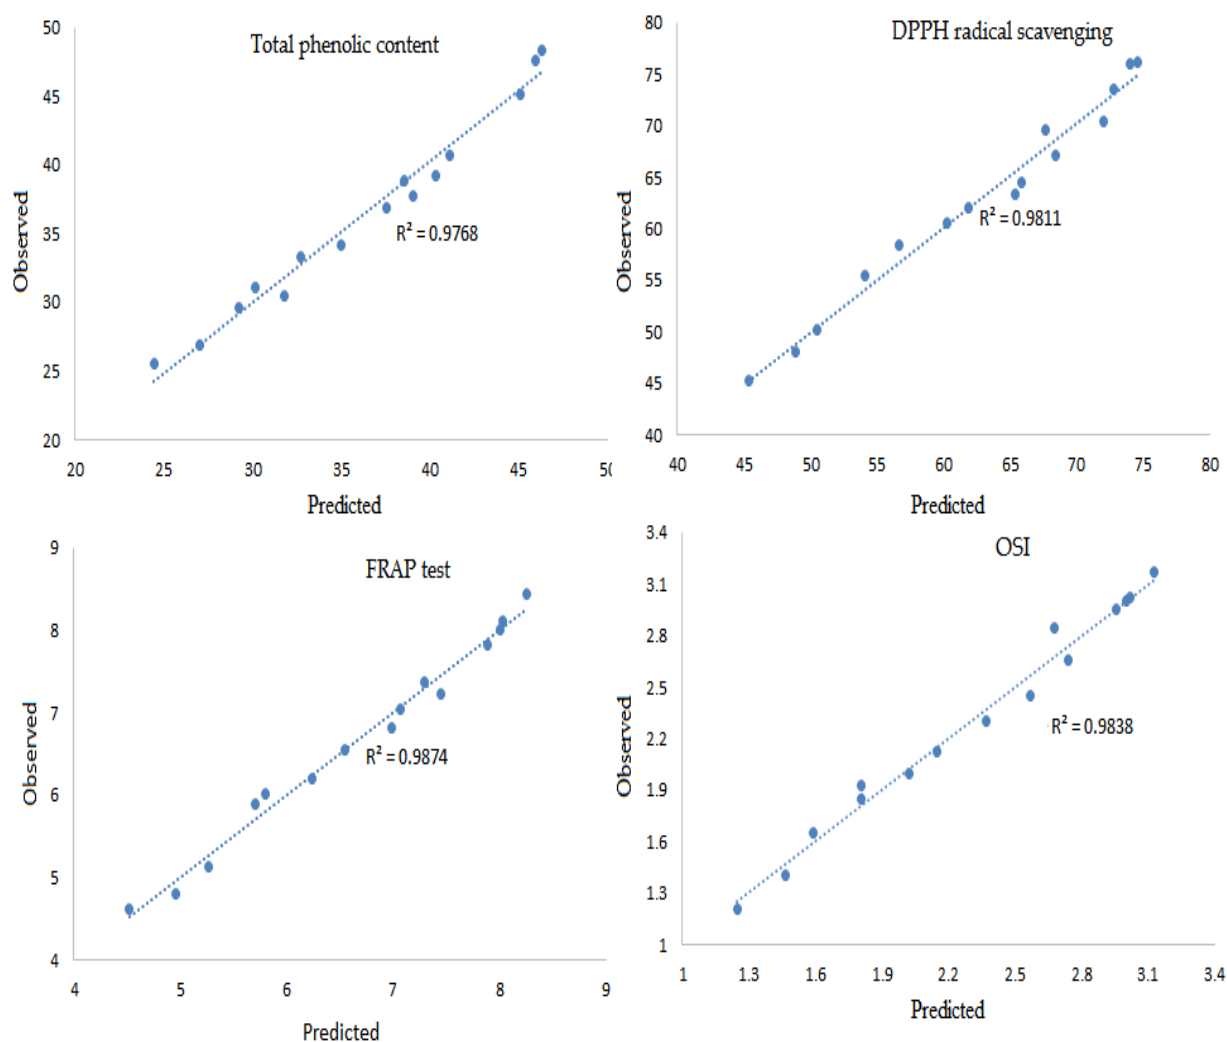 Total phenolic content
50
45
40
35
30
25
20
Observed
R² = 0.9768
20 25 30 35 40 45
Predicted
DPPH radical scavenging
80
75
70
65
60
55
50
45
40
Observed
R² = 0.9811
40 45 50 55 60 65 70 75 80
Predicted
FRAP test
9
8
7
6
5
4
Observed
R² = 0.9874
4 5 6 7 8 9
Predicted
OSI
3.4
3.1
2.8
2.5
2.2
1.9
1.6
1.3
1
Observed
R² = 0.9838
1 1.3 1.6 1.9 2.2 2.5 2.8 3.1 3.4
Predicted